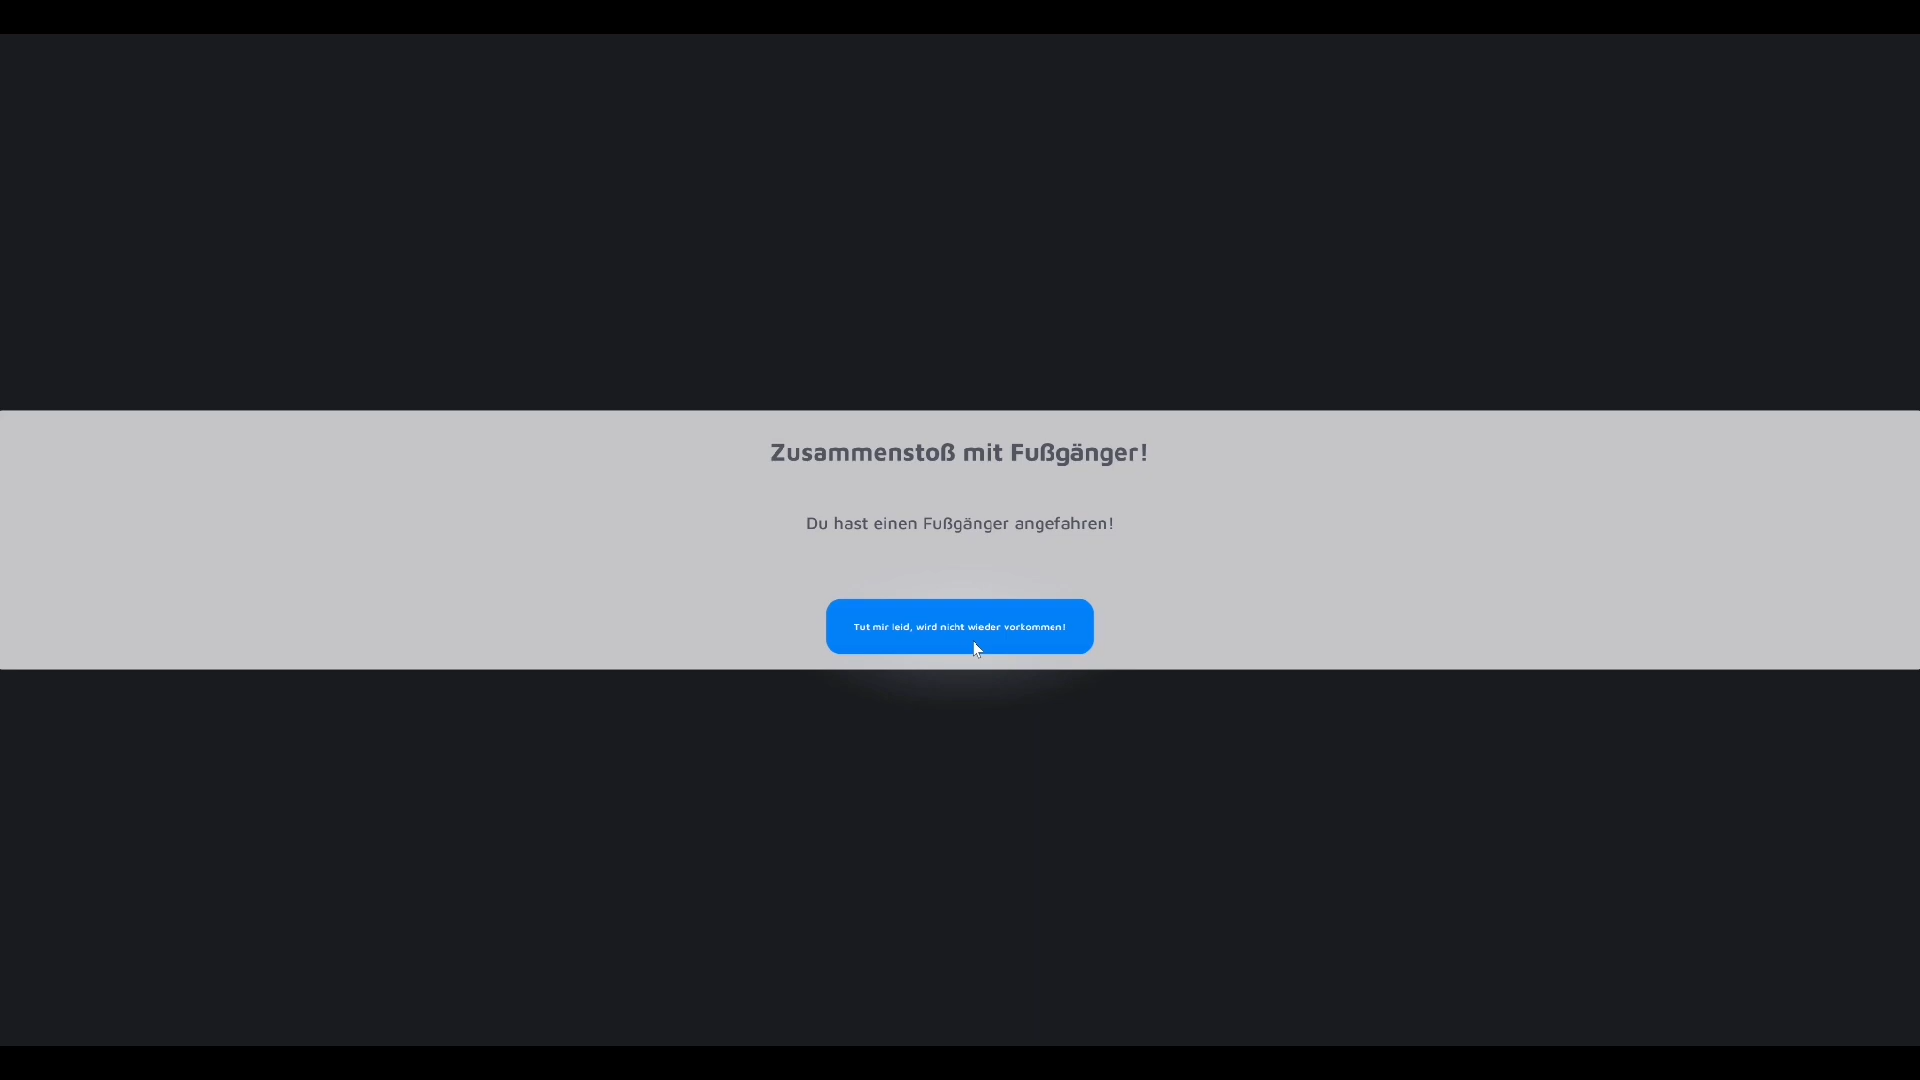 Zusammenstoß mit Fußgänger!
Du hast einen Fußgänger angefahren!
Tut mir leid, wird nicht wieder vorkommen!